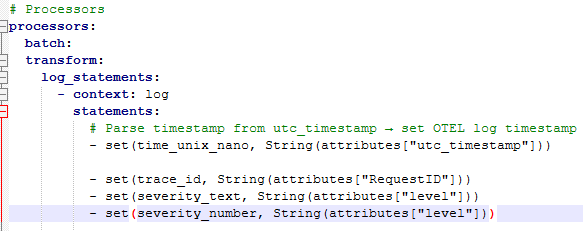 # Processors
processors:
  batch:
  transform:
    log_statements:
      - context: log
        statements:
          # Parse timestamp from utc_timestamp → set OTEL log timestamp
          - set(time_unix_nano, String(attributes["utc_timestamp"]))

          - set(trace_id, String(attributes["RequestID"]))
          - set(severity_text, String(attributes["level"]))
          - set(severity_number, String(attributes["level"]))